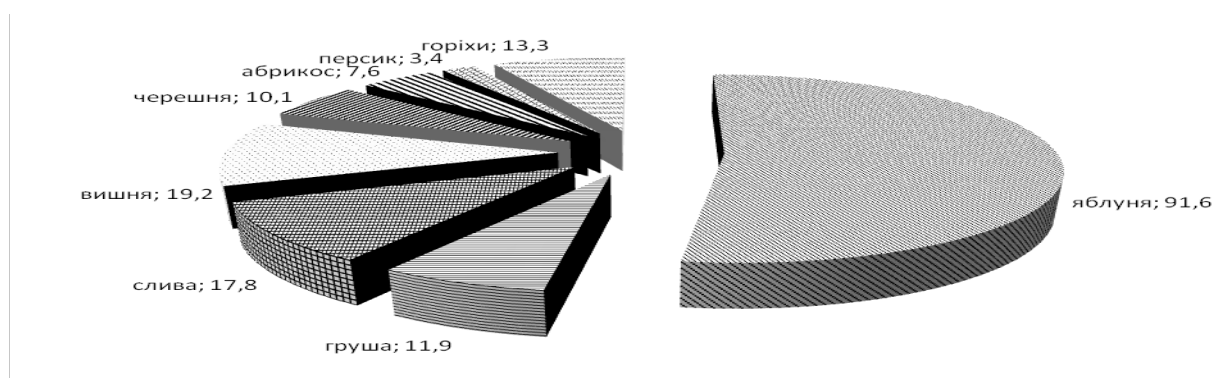 горіхи; 13,3
персик; 3,4
абрикос; 7,6
черешня; 10,1
вишня; 19,2
яблуня; 91,6
слива; 17,8
груша; 11,9